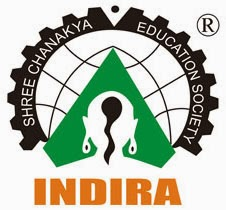 SHREE CHANAKYA EDUCATION SOCIETY
®
INDIRA